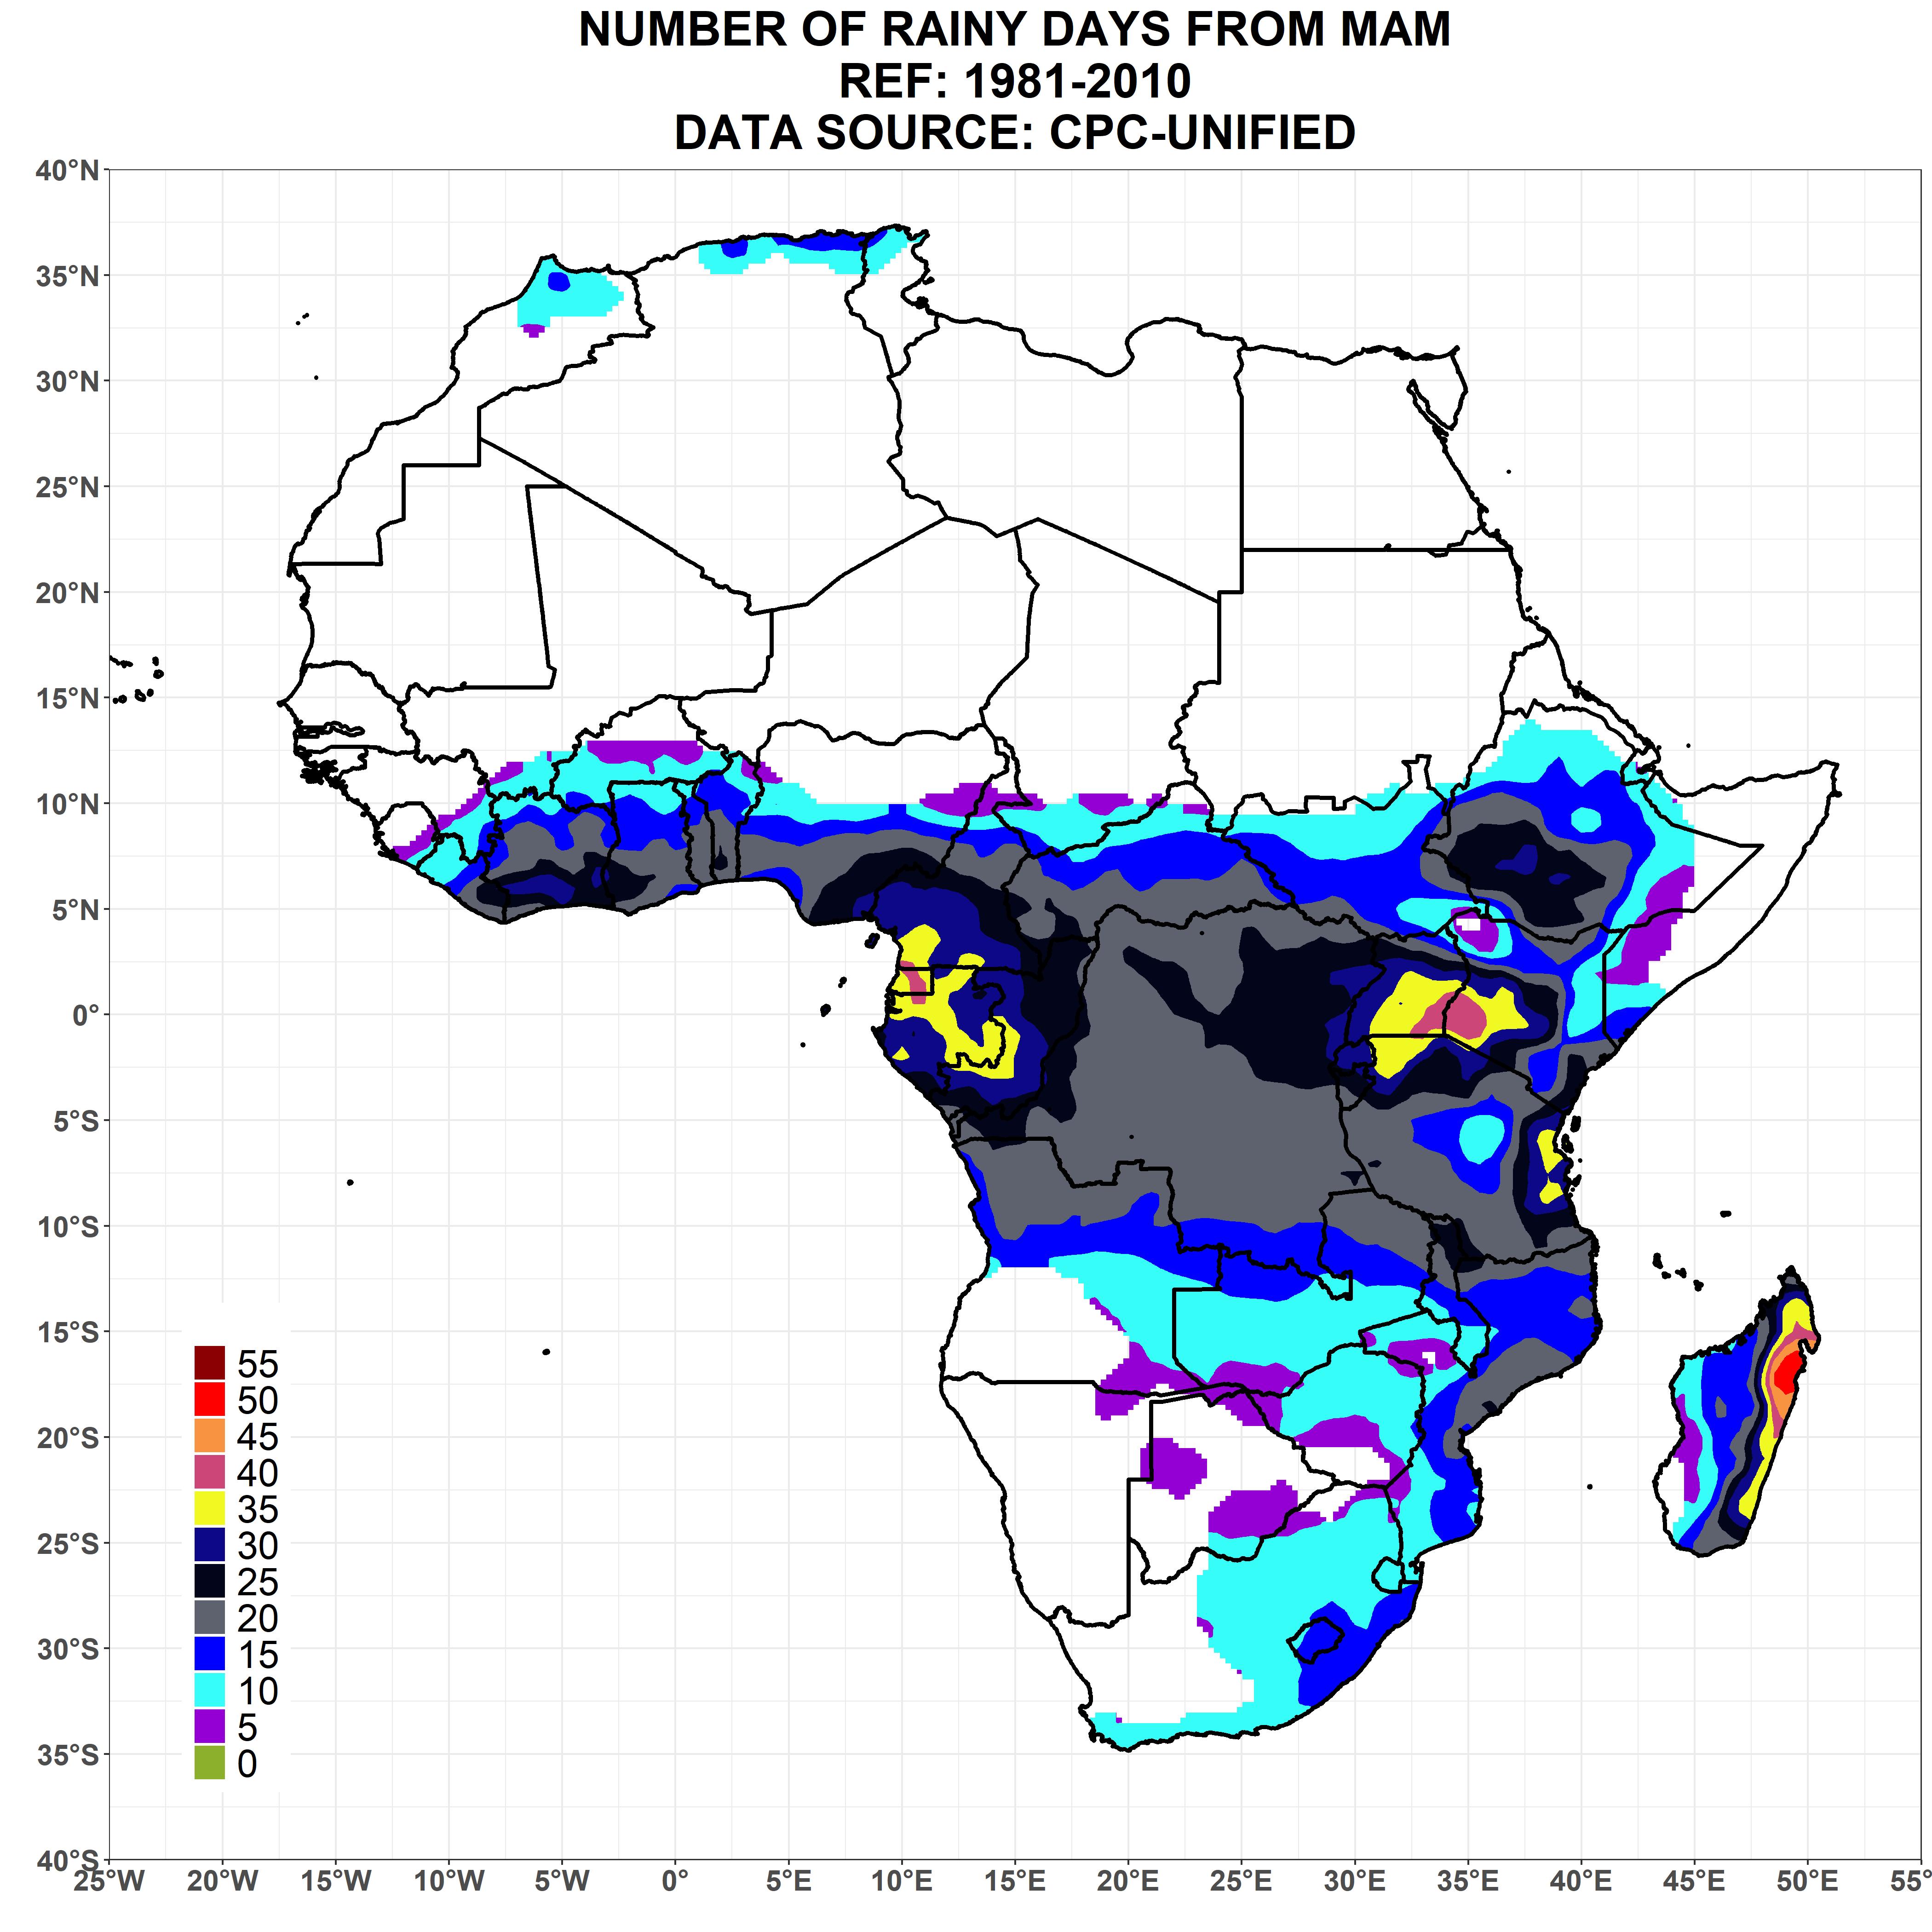 NUMBER OF RAINY DAYS FROM MAM
REF: 1981-2010
DATA SOURCE: CPC-UNIFIED
40°N
35°N
30°N
25°N
20°N
15°N
10°N
5°N
0°
5°S
10°S
15°S
20°S
25°S
30°S
35°S
40°S
55
50
45
40
35
30
25
20
15
10
5
0
25°W 20°W 15°W 10°W 5°W 0° 5°E 10°E 15°E 20°E 25°E 30°E 35°E 40°E 45°E 50°E 55°